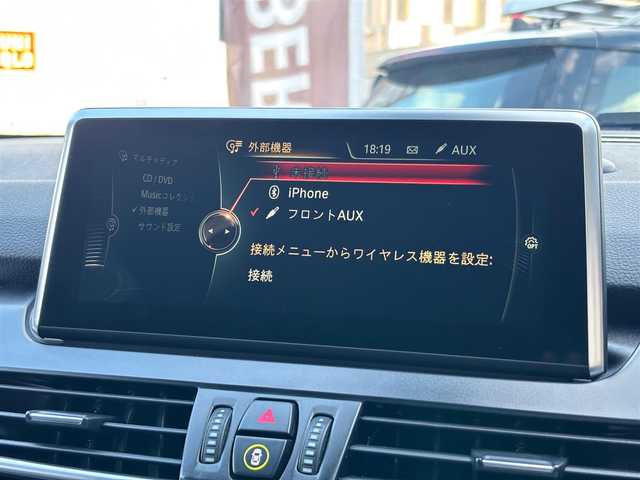 BEH
外部機器
18:19
AUX
マルチメディア
CD / DVD
Musicコレクション
外部機器
サウンド設定
未接続
iPhone
フロントAUX
接続メニューからワイヤレス機器を設定:
接続
OPT